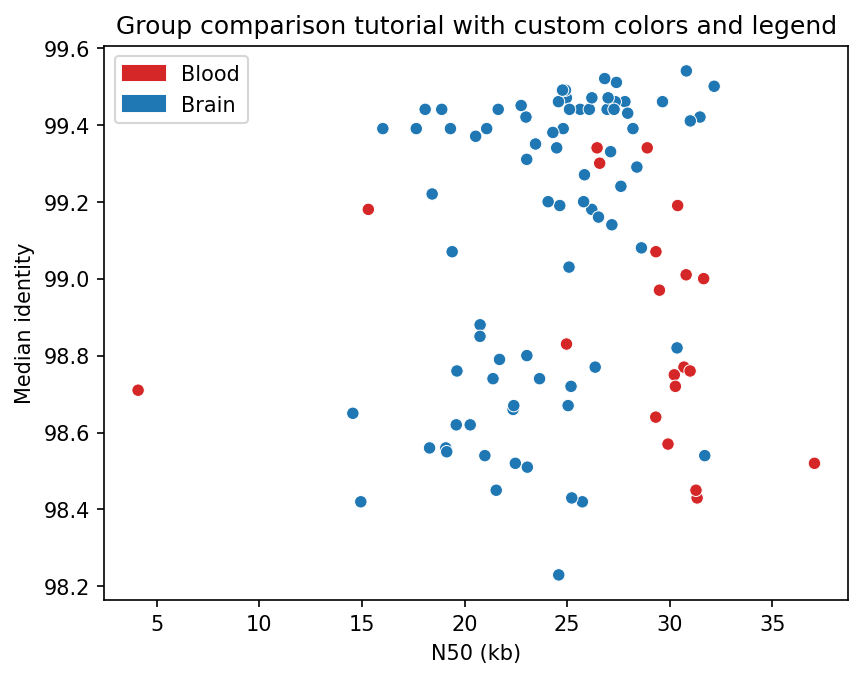 Group comparison tutorial with custom colors and legend
Blood
Brain
99.6
99.4
99.2
99.0
98.8
98.6
98.4
98.2
Median identity
5 10 15 20 25 30 35
N50 (kb)